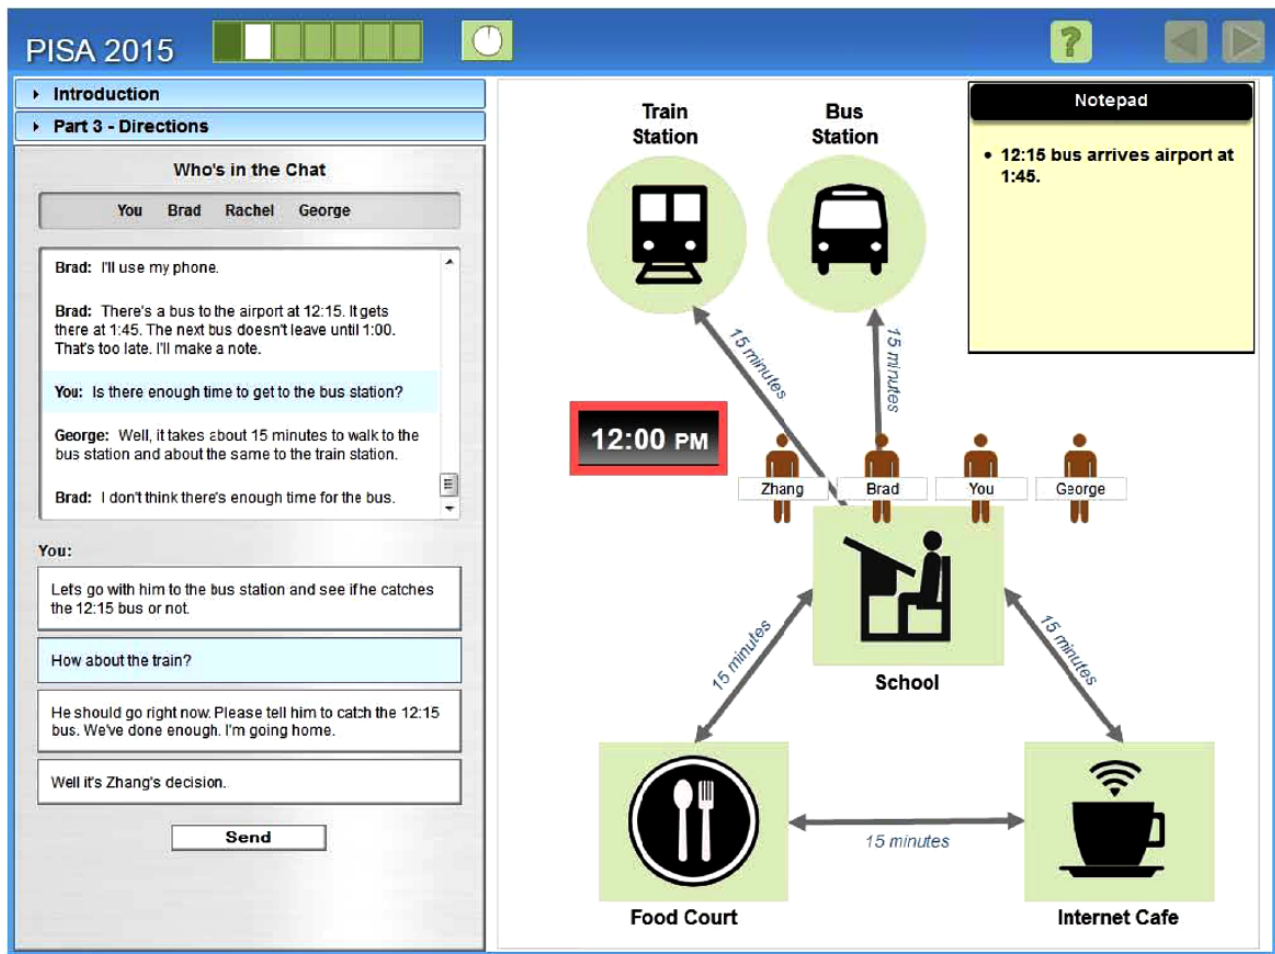 PISA 2015
?
Introduction
Part 3 - Directions
Who's in the Chat
You Brad Rachel George
Brad: I'll use my phone.
Brad: There's a bus to the airport at 12:15. It gets
there at 1:45. The next bus doesn't leave until 1:00.
That's too late. I'll make a note.
You: Is there enough time to get to the bus station?
George: Well, it takes about 15 minutes to walk to the
bus station and about the same to the train station.
Brad: I don't think there's enough time for the bus.
You:
Let's go with him to the bus station and see if he catches
the 12:15 bus or not.
How about the train?
He should go right now. Please tell him to catch the 12:15
bus. We've done enough. I'm going home.
Well it's Zhang's decision.
Send
Train
Station
Bus
Station
Notepad
• 12:15 bus arrives airport at
1:45.
15 minutes
15 minutes
12:00 PM
Zhang
Brad
You
George
School
15 minutes
15 minutes
15 minutes
Food Court
Internet Cafe